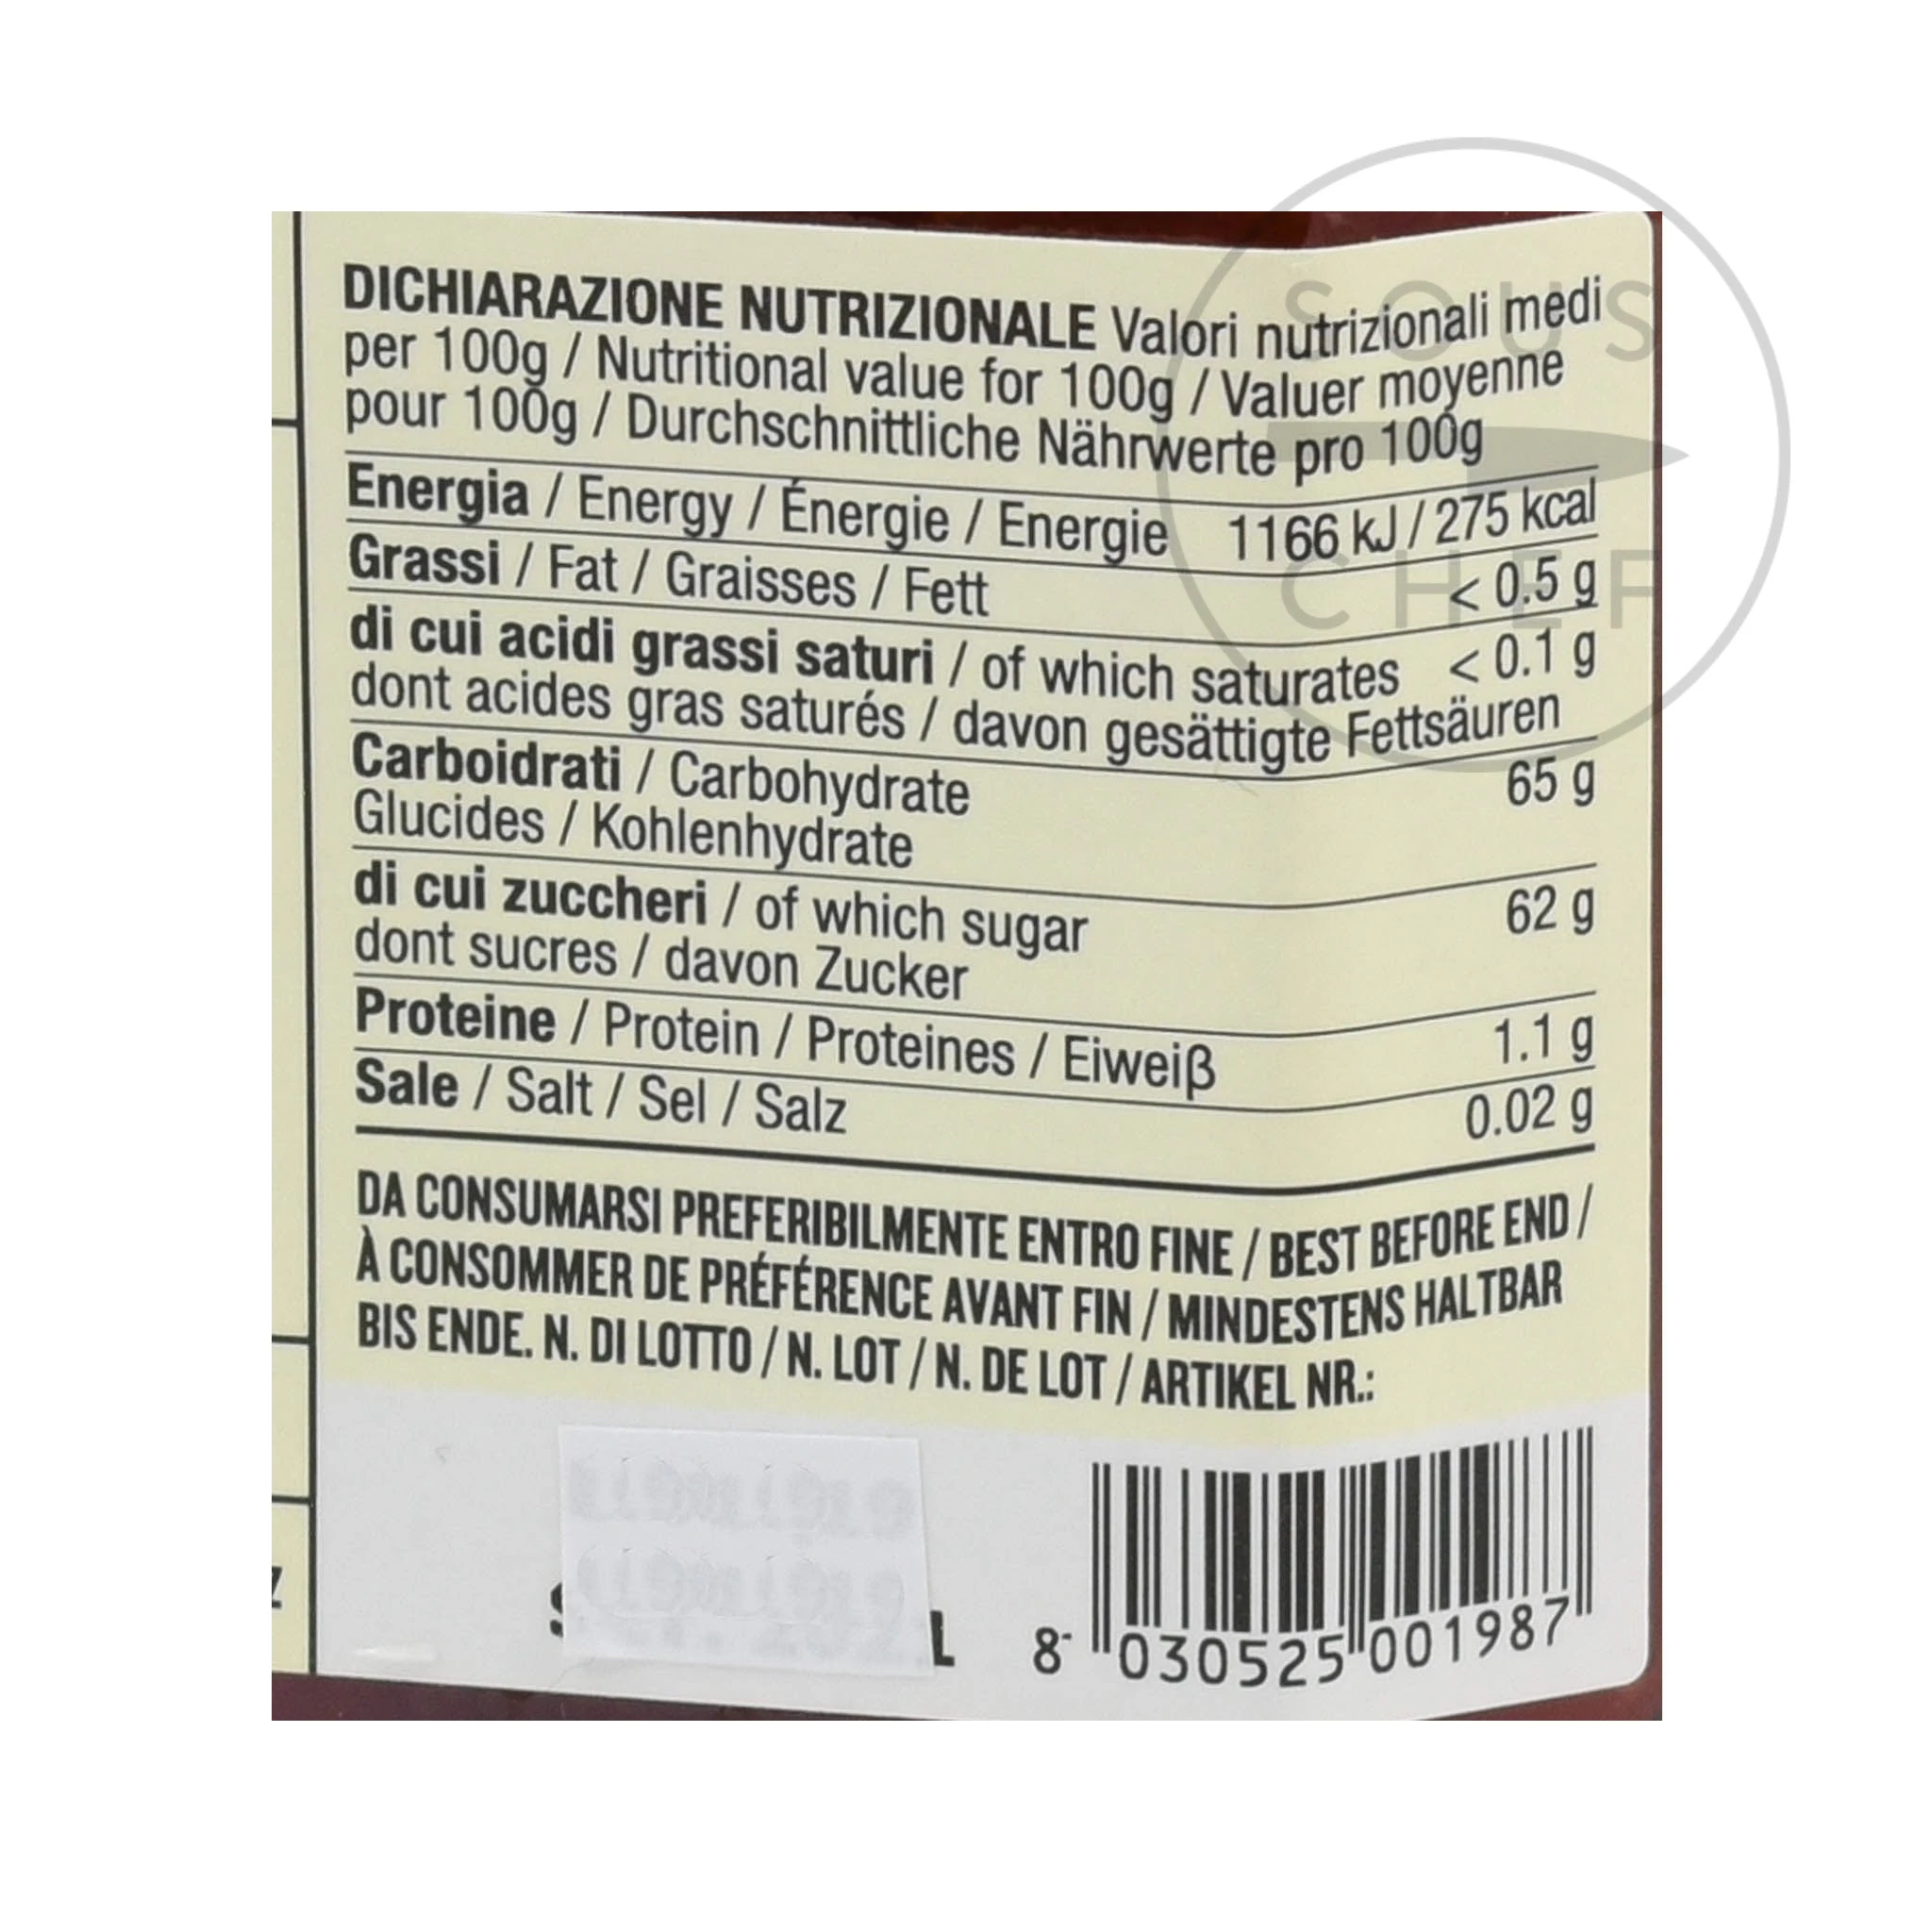 SOUS
CHEF
DICHIARAZIONE NUTRIZIONALE Valori nutrizionali medi
per 100g / Nutritional value for 100g / Valuer moyenne
pour 100g / Durchschnittliche Nährwerte pro 100g
Energia / Energy / Énergie / Energie 1166 kJ / 275 kcal
Grassi / Fat / Graisses / Fett < 0.5 g
di cui acidi grassi saturi / of which saturates < 0.1 g
dont acides gras saturés / davon gesättigte Fettsäuren
Carboidrati / Carbohydrate 65 g
Glucides / Kohlenhydrate
di cui zuccheri / of which sugar 62 g
dont sucres / davon Zucker
Proteine / Protein / Proteines / Eiweiß 1.1 g
Sale / Salt / Sel / Salz 0.02 g
DA CONSUMARSI PREFERIBILMENTE ENTRO FINE / BEST BEFORE END /
À CONSOMMER DE PRÉFÉRENCE AVANT FIN / MINDESTENS HALTBAR
BIS ENDE. N. DI LOTTO / N. LOT / N. DE LOT / ARTIKEL NR.:
8 030525 001987